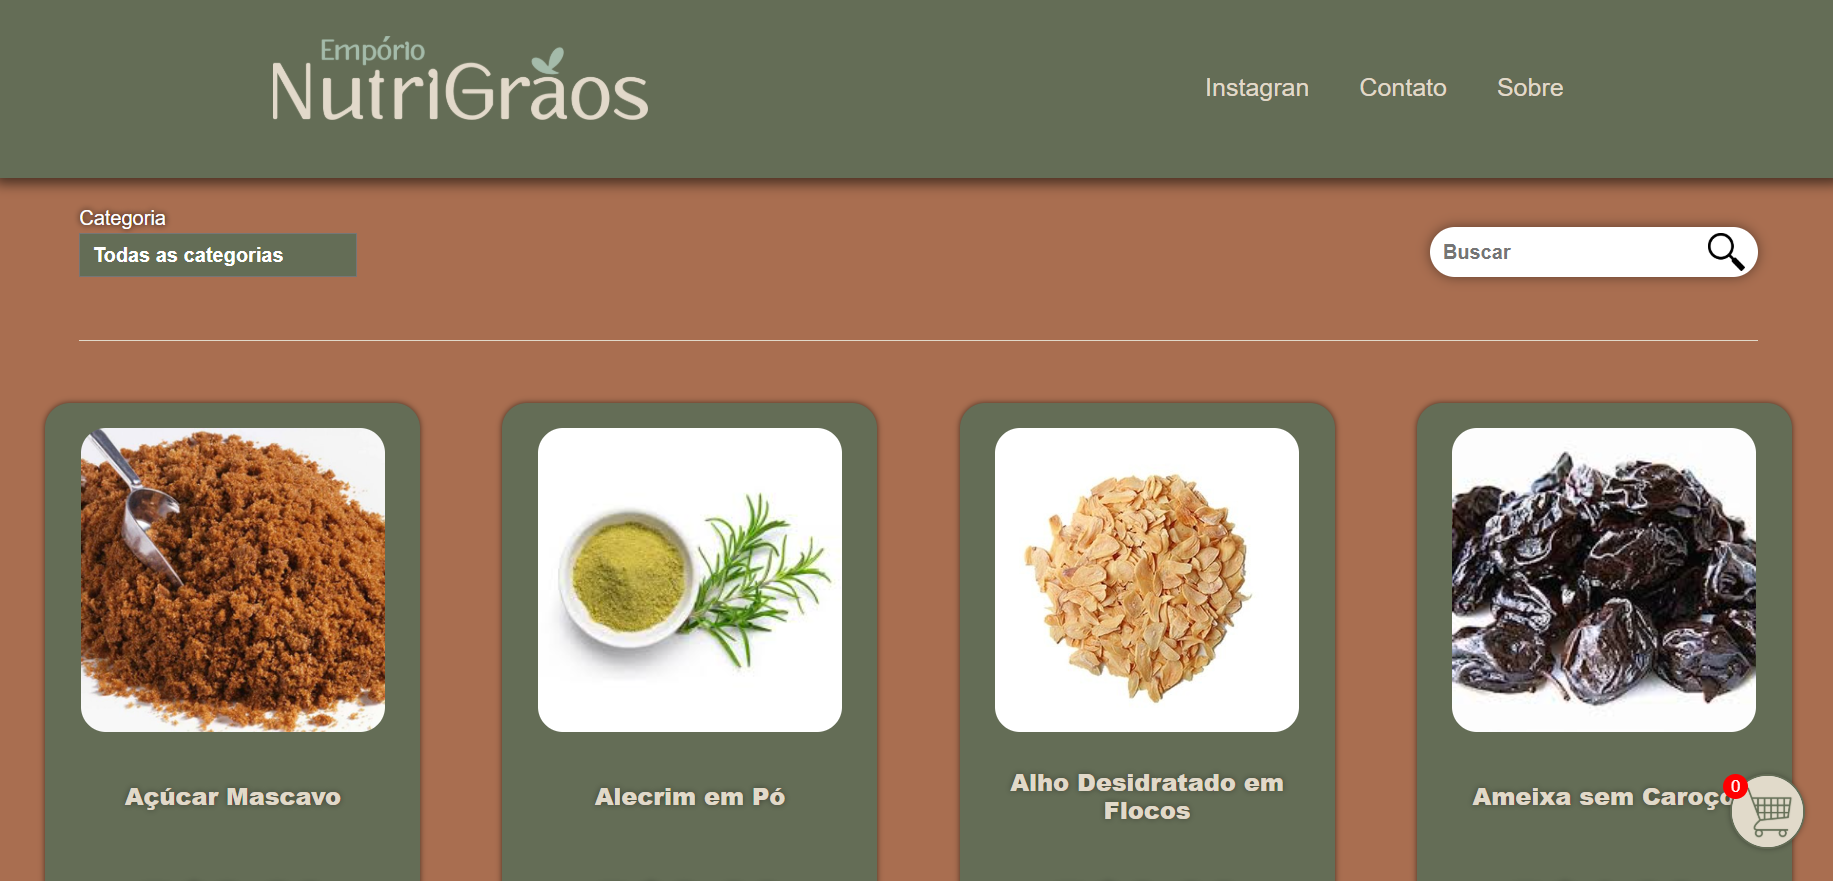 Empório
NutriGrãos
Instagran
Contato
Sobre
Categoria
Todas as categorias
Buscar
Açúcar Mascavo
Alecrim em Pó
Alho Desidratado em
Flocos
Ameixa sem Caroço
0